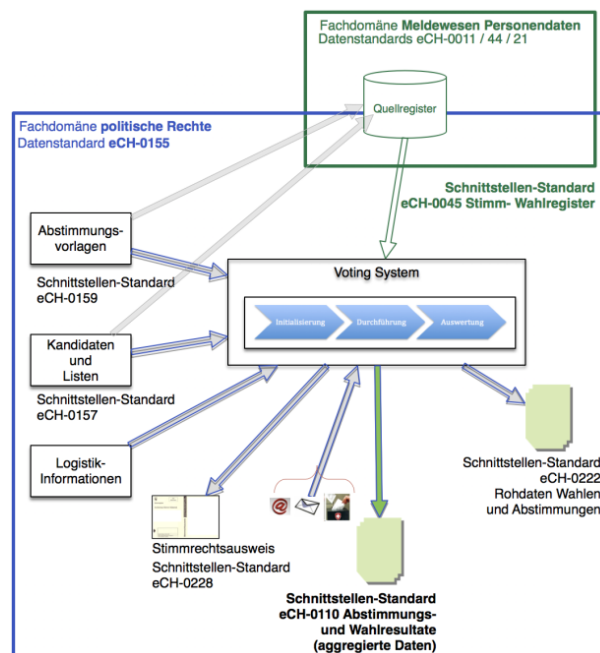 Fachdomäne Meldewesen Personendaten
Datenstandards eCH-0011 / 44 / 21
Quellregister
Fachdomäne politische Rechte
Datenstandard eCH-0155
Schnittstellen-Standard
eCH-0045 Stimm- Wahlregister
Abstimmungs-
vorlagen
Schnittstellen-Standard
eCH-0159
Voting System
Initialisierung
Durchführung
Auswertung
Kandidaten
und
Listen
Schnittstellen-Standard
eCH-0157
Logistik-
Informationen
Stimmrechtsausweis
Schnittstellen-Standard
eCH-0228
@
Schnittstellen-Standard
eCH-0222
Rohdaten Wahlen
und Abstimmungen
Schnittstellen-Standard
eCH-0110 Abstimmungs-
und Wahlresultate
(aggregierte Daten)